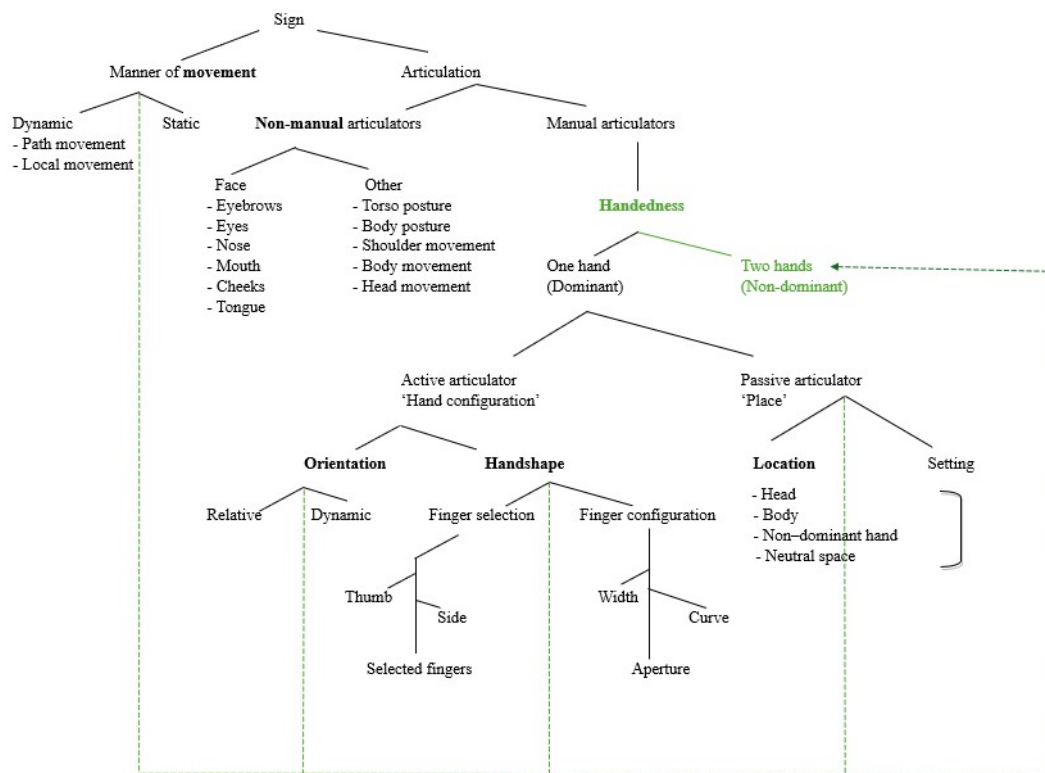 Sign
Manner of movement
Articulation
Dynamic
- Path movement
- Local movement
Static
Non-manual articulators
Manual articulators
Face
- Eyebrows
- Eyes
- Nose
- Mouth
- Cheeks
- Tongue
Other
- Torso posture
- Body posture
- Shoulder movement
- Body movement
- Head movement
Handedness
One hand
(Dominant)
Two hands
(Non-dominant)
Active articulator
‘Hand configuration’
Passive articulator
‘Place’
Orientation
Handshape
Location
- Head
- Body
- Non–dominant hand
- Neutral space
Setting
Relative
Dynamic
Finger selection
Finger configuration
Thumb
Side
Selected fingers
Width
Curve
Aperture